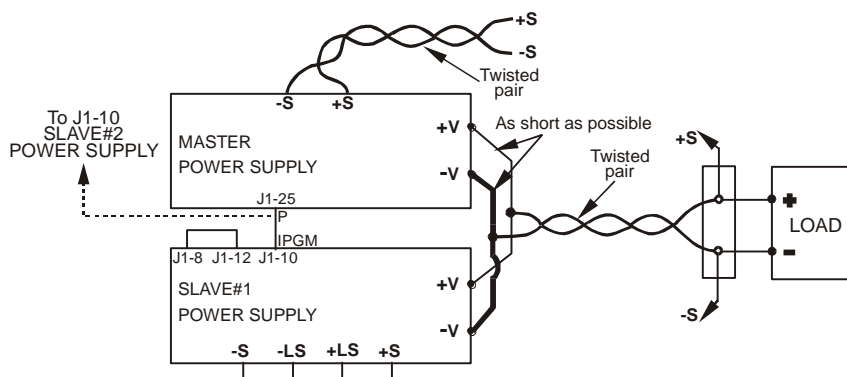 +S
-S
Twisted
pair
-S +S
To J1-10
SLAVE#2
POWER SUPPLY
MASTER
POWER SUPPLY
+V
-V
As short as possible
Twisted
pair
+S
J1-25
P
IPGM
J1-8 J1-12 J1-10
SLAVE#1
POWER SUPPLY
+V
-V
+
LOAD
-
-S
-S -LS +LS +S